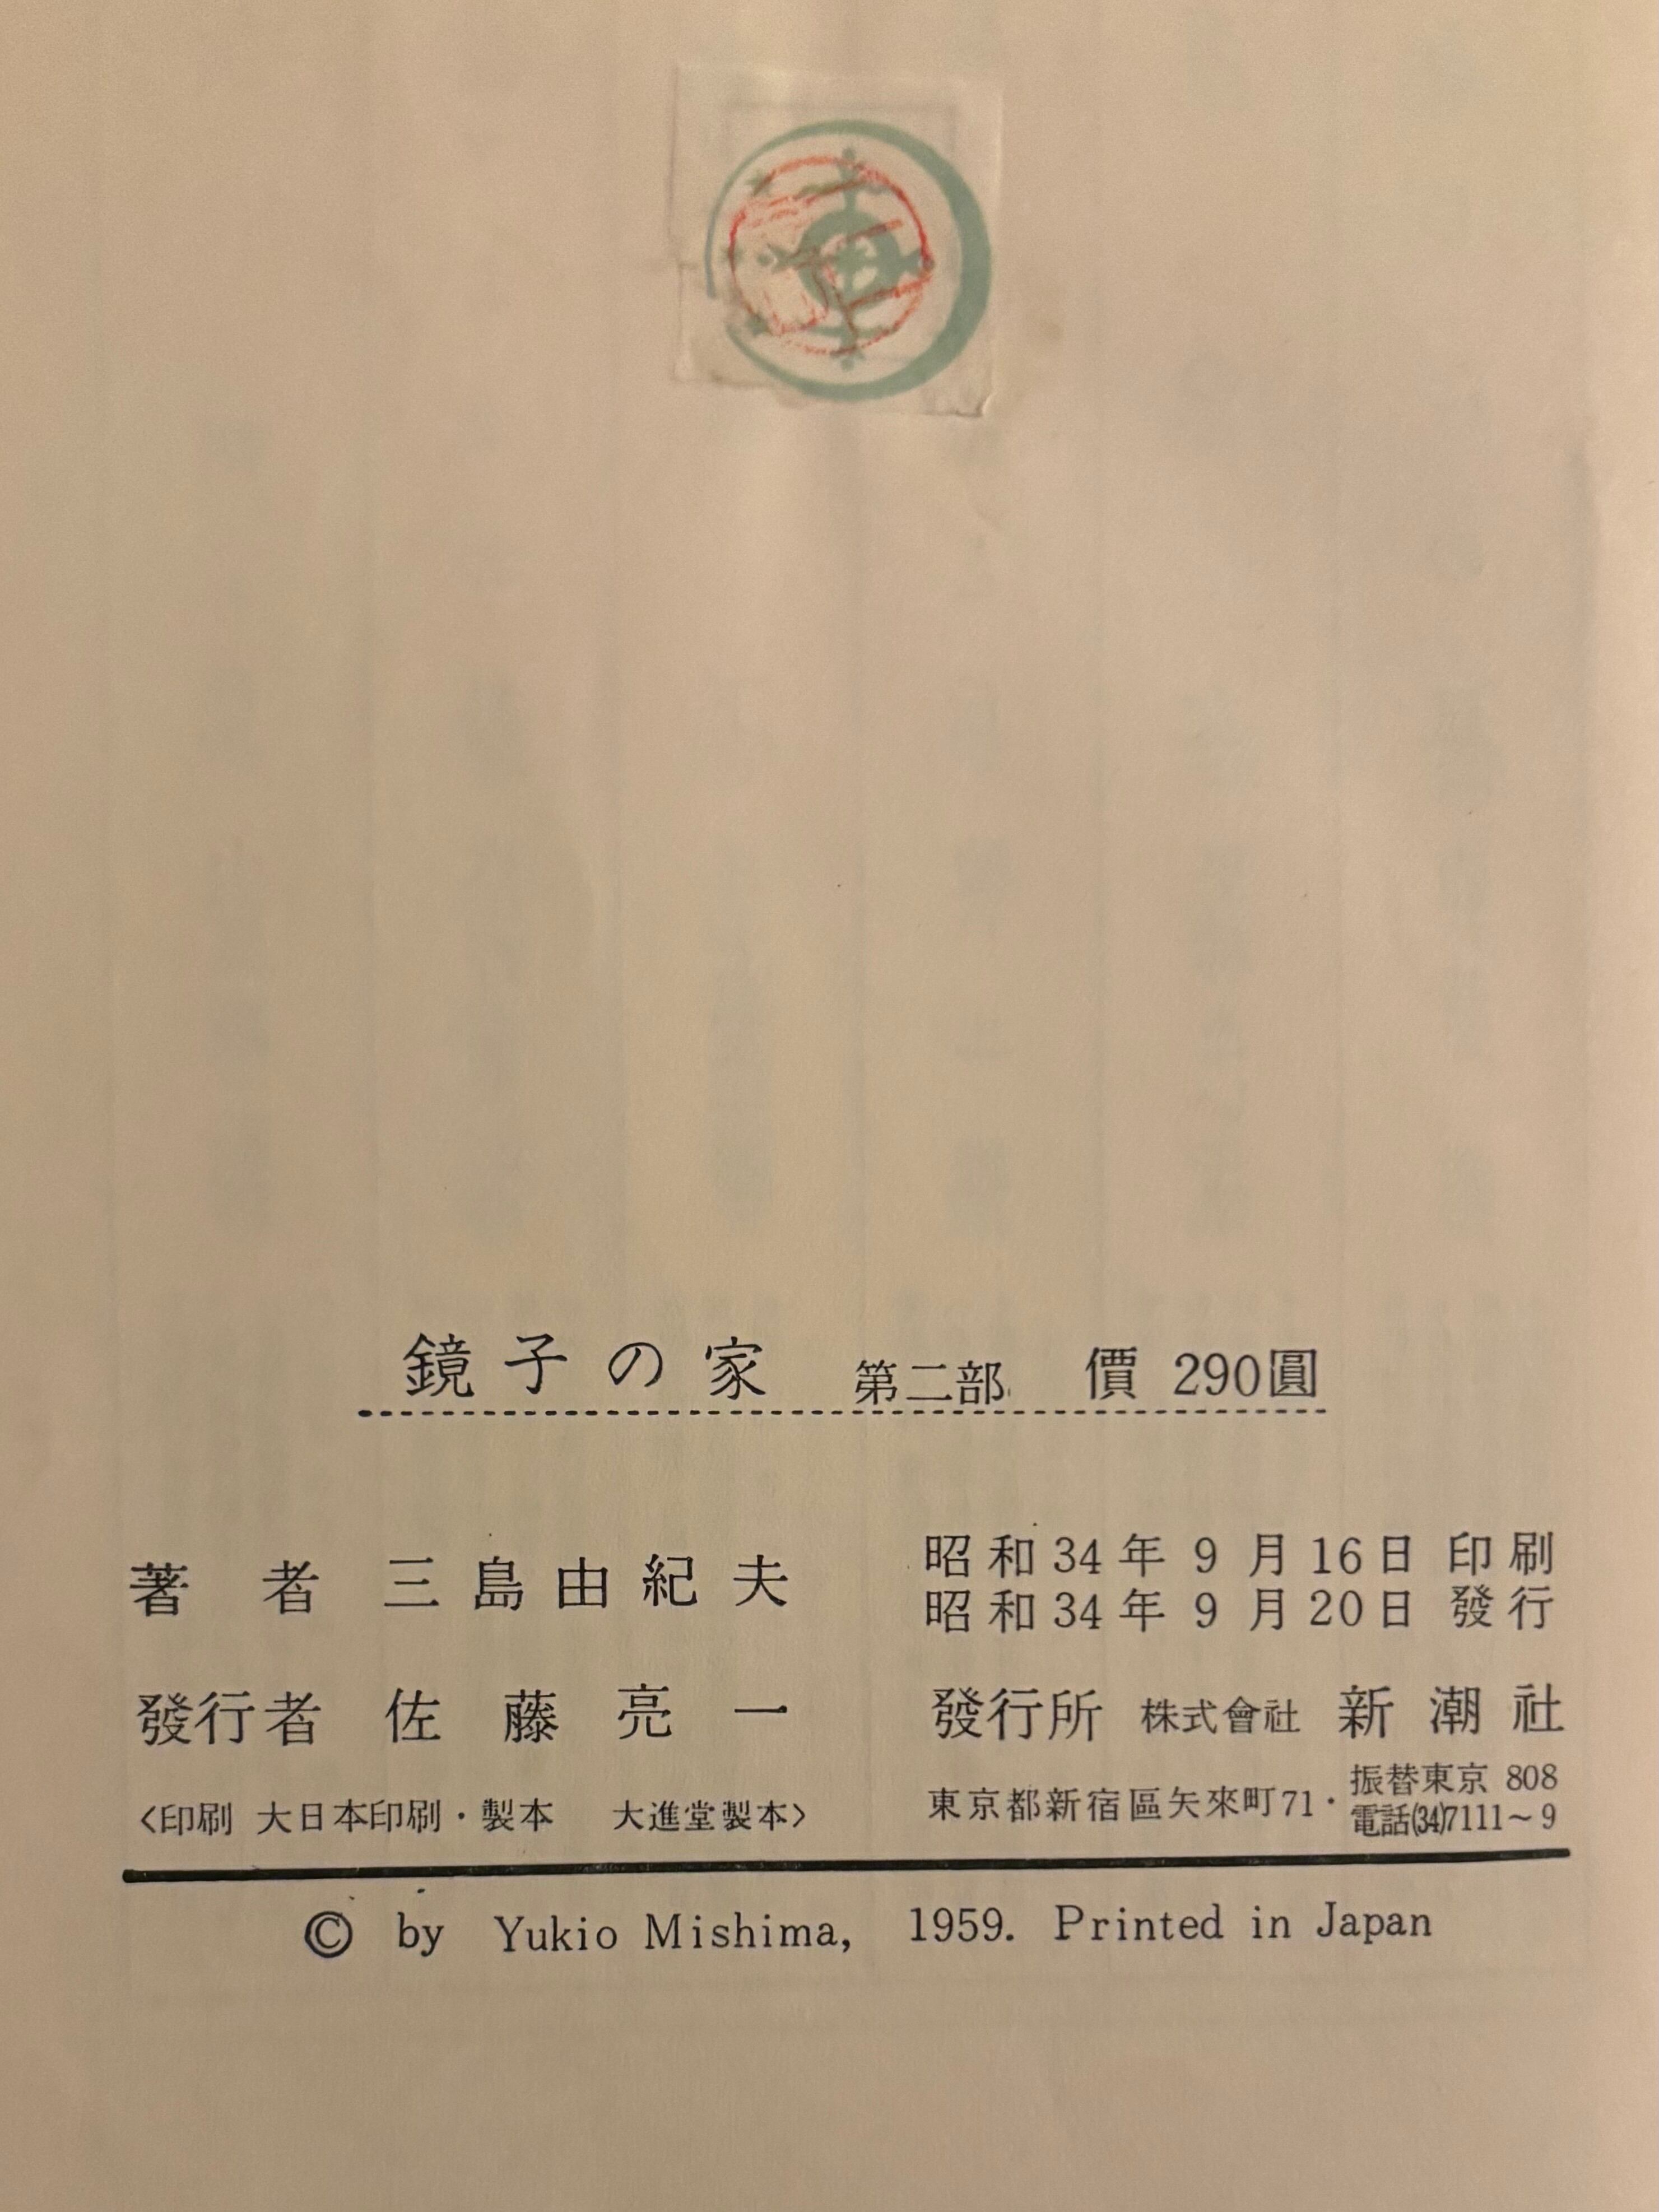 鏡子の家 第二部 價 290圓
著者 三島由紀夫
昭和34年9月16日 印刷
昭和34年9月20日 發行
發行者 佐藤亮一
發行所 株式會社 新潮社
〈印刷 大日本印刷・製本 大進堂製本〉
東京都新宿區矢來町71・振替東京 808
電話(34)7111～9
© by Yukio Mishima, 1959. Printed in Japan